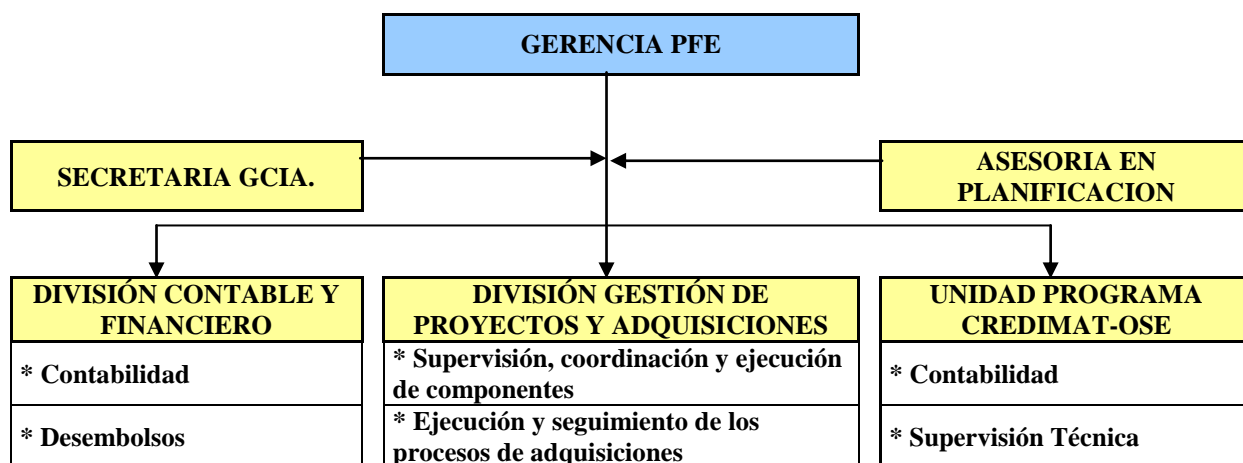 GERENCIA PFE
SECRETARIA GCIA.
ASESORIA EN
PLANIFICACION
DIVISIÓN CONTABLE Y
FINANCIERO
* Contabilidad
* Desembolsos
DIVISIÓN GESTIÓN DE
PROYECTOS Y ADQUISICIONES
* Supervisión, coordinación y ejecución
de componentes
* Ejecución y seguimiento de los
procesos de adquisiciones
UNIDAD PROGRAMA
CREDIMAT-OSE
* Contabilidad
* Supervisión Técnica